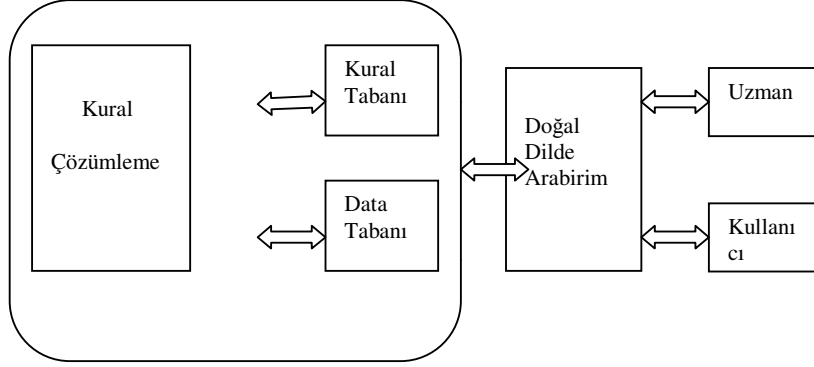 Kural
Çözümleme
Kural
Tabanı
Data
Tabanı
Doğal
Dilde
Arabirim
Uzman
Kullanı
cı